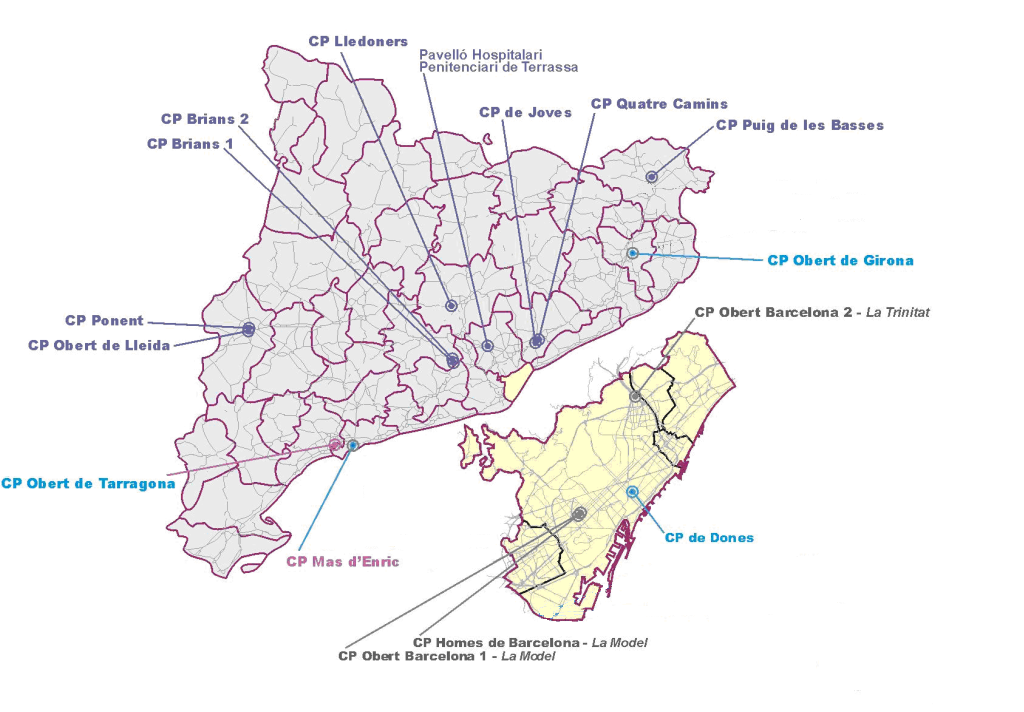 CP Lledoners
Pavelló Hospitalari
Penitenciari de Terrassa
CP Quatre Camins
CP de Joves
CP Brians 2
CP Puig de les Basses
CP Brians 1
CP Obert de Girona
CP Obert Barcelona 2 - La Trinitat
CP Ponent
CP Obert de Lleida
CP Obert de Tarragona
CP de Dones
CP Mas d'Enric
CP Homes de Barcelona - La Model
CP Obert Barcelona 1 - La Model